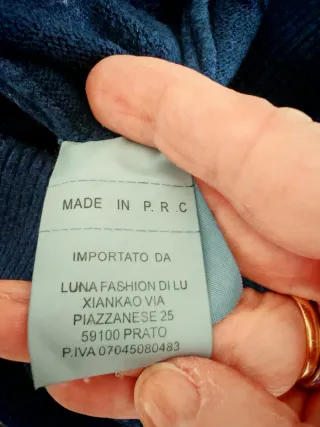 MADE IN P. R .C
IMPORTATO DA
LUNA FASHION DI LU
XIANKAO VIA
PIAZZANESE 25
59100 PRATO
P.IVA 07045080483